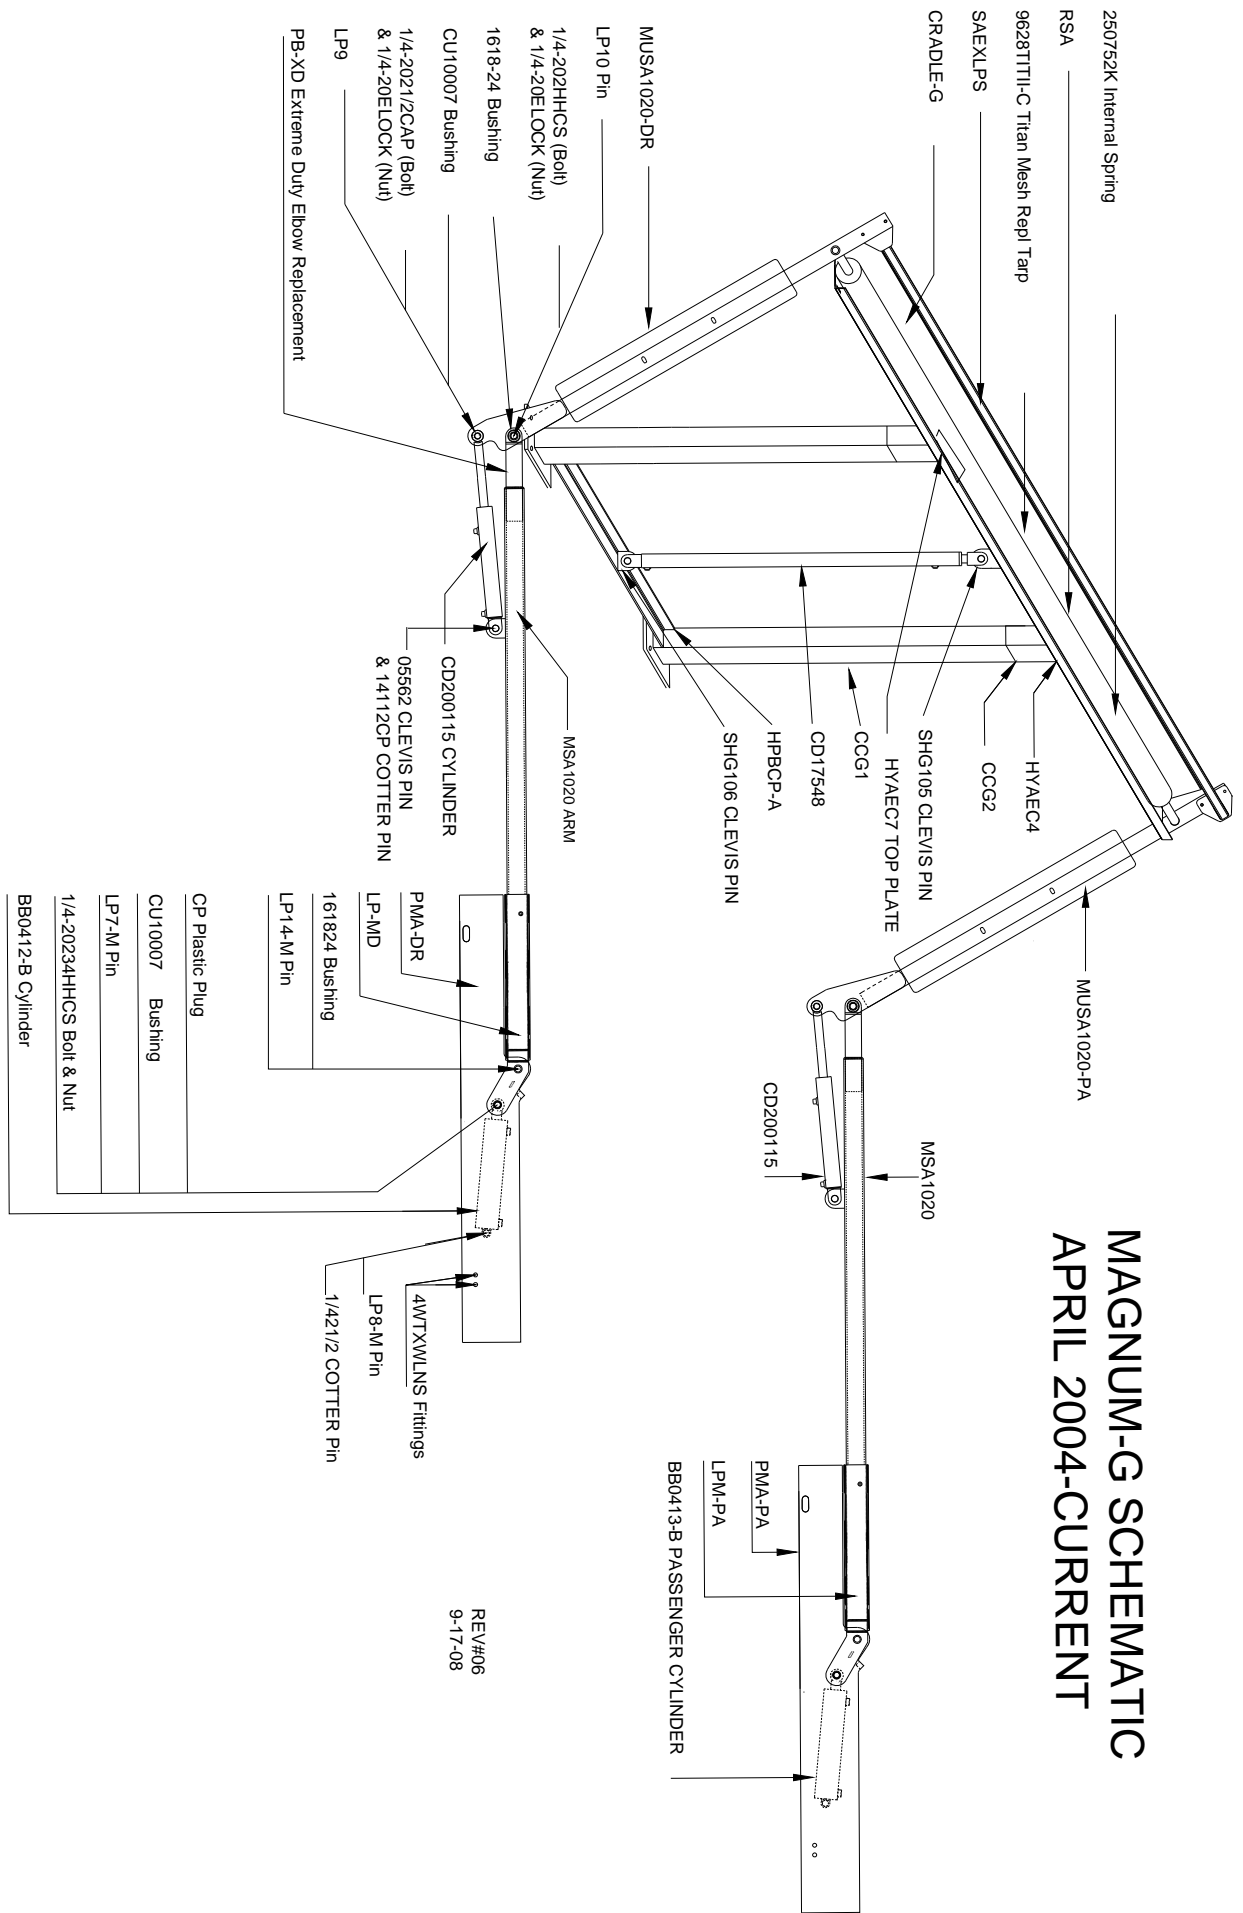 MAGNUM-G SCHEMATIC
APRIL 2004-CURRENT
250752K Internal Spring
RSA
9628TITII-C Titan Mesh Repl Tarp
SAEXLPS
CRADLE-G
MUSA1020-DR
LP10 Pin
1/4-202HHCS (Bolt)
& 1/4-20ELOCK (Nut)
1618-24 Bushing
CU10007 Bushing
1/4-2021/2CAP (Bolt)
& 1/4-20ELOCK (Nut)
LP9
PB-XD Extreme Duty Elbow Replacement
HYAEC4
CCG2
SHG105 CLEVIS PIN
HYAEC7 TOP PLATE
CCG1
CD17548
HPBCP-A
SHG106 CLEVIS PIN
MSA1020 ARM
CD200115 CYLINDER
05562 CLEVIS PIN
& 14112CP COTTER PIN
MUSA1020-PA
MSA1020
CD200115
PMA-DR
LP-MD
161824 Bushing
LP14-M Pin
CP Plastic Plug
CU10007 Bushing
LP7-M Pin
1/4-20234HHCS Bolt & Nut
BB0412-B Cylinder
4WTXWLNS Fittings
LP8-M Pin
1/421/2 COTTER Pin
PMA-PA
LPM-PA
BB0413-B PASSENGER CYLINDER
REV#06
9-17-08